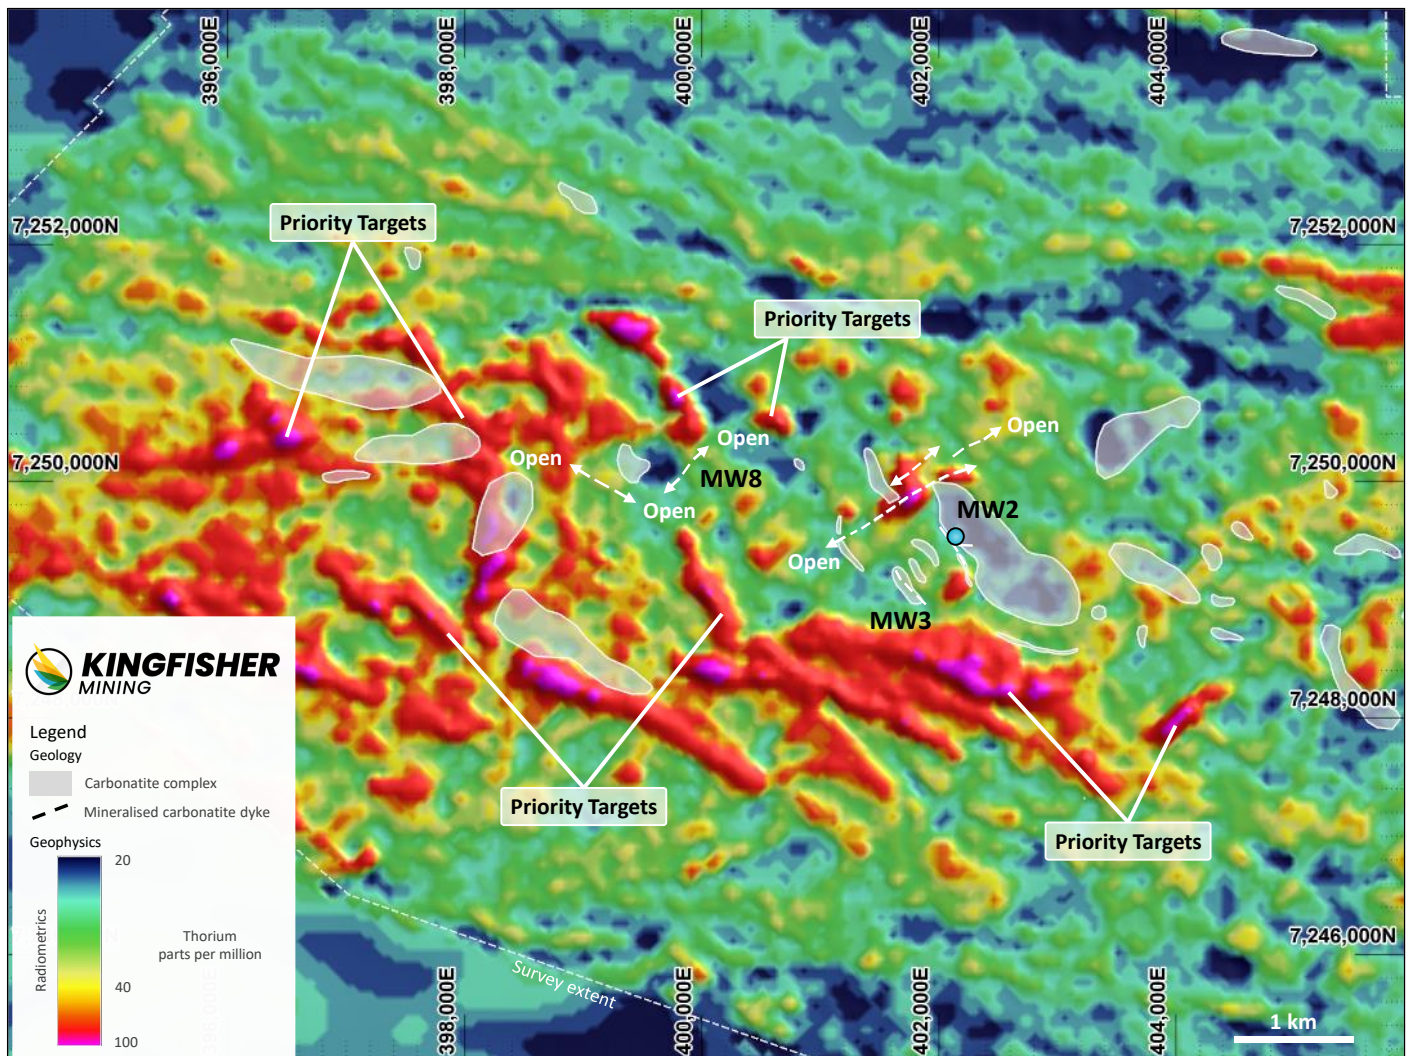 396,000E
398,000E
400,000E
402,000E
404,000E
7,252,000N
Priority Targets
7,252,000N
Priority Targets
Open
Open
Open
7,250,000N
MW8
7,250,000N
Open
MW2
Open
MW3
KINGFISHER
MINING
7,248,000N
Legend
Geology
Carbonatite complex
Mineralised carbonatite dyke
Priority Targets
Priority Targets
Geophysics
20
Radiometrics
Thorium
parts per million
40
100
7,246,000N
Survey extent
398,000E
400,000E
402,000E
404,000E
1 km